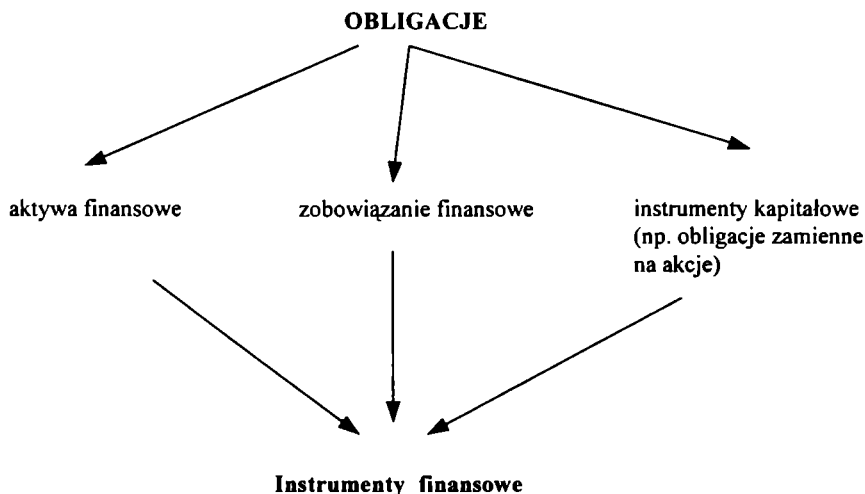 OBLIGACJE
aktywa finansowe
zobowiązanie finansowe
instrumenty kapitałowe
(np. obligacje zamienne
na akcje)
Instrumenty finansowe